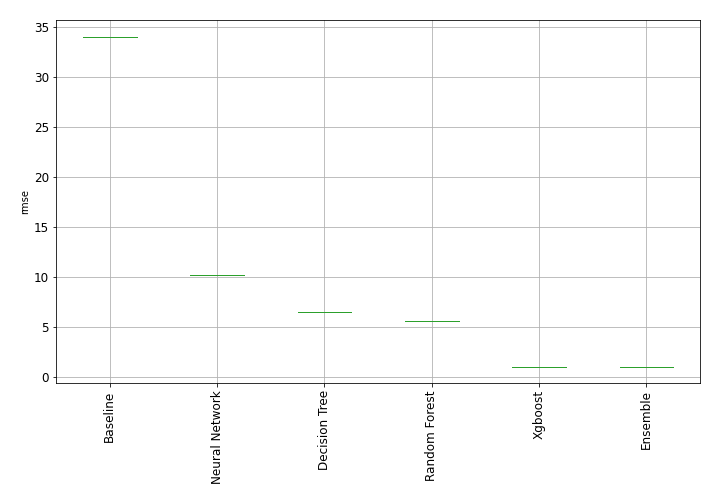 35
30
25
20
15
10
5
0
rmse
Baseline
Neural Network
Decision Tree
Random Forest
Xgboost
Ensemble